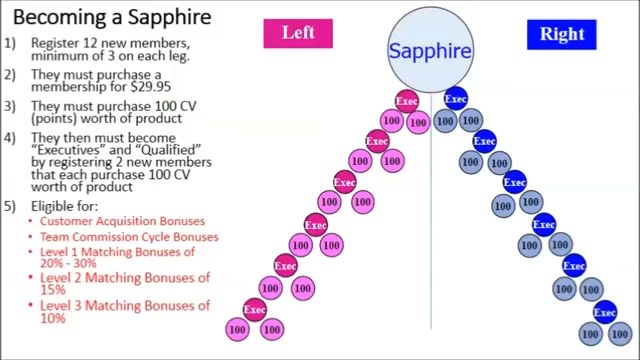 Becoming a Sapphire
1) Register 12 new members,
minimum of 3 on each leg.
2) They must purchase a
membership for $29.95
3) They must purchase 100 CV
(points) worth of product
4) They then must become
"Executives" and "Qualified"
by registering 2 new members
that each purchase 100 CV
worth of product
5) Eligible for:
• Customer Acquisition Bonuses
• Team Commission Cycle Bonuses
• Level 1 Matching Bonuses of
20% - 30%
• Level 2 Matching Bonuses of
15%
• Level 3 Matching Bonuses of
10%
Left
Sapphire
Right
Exec Exec
100 100 100 100
Exec Exec
100 100 100 100
Exec Exec
100 100 100 100
Exec Exec
100 100 100 100
Exec Exec
100 100 100 100
Exec Exec
100 100 100 100